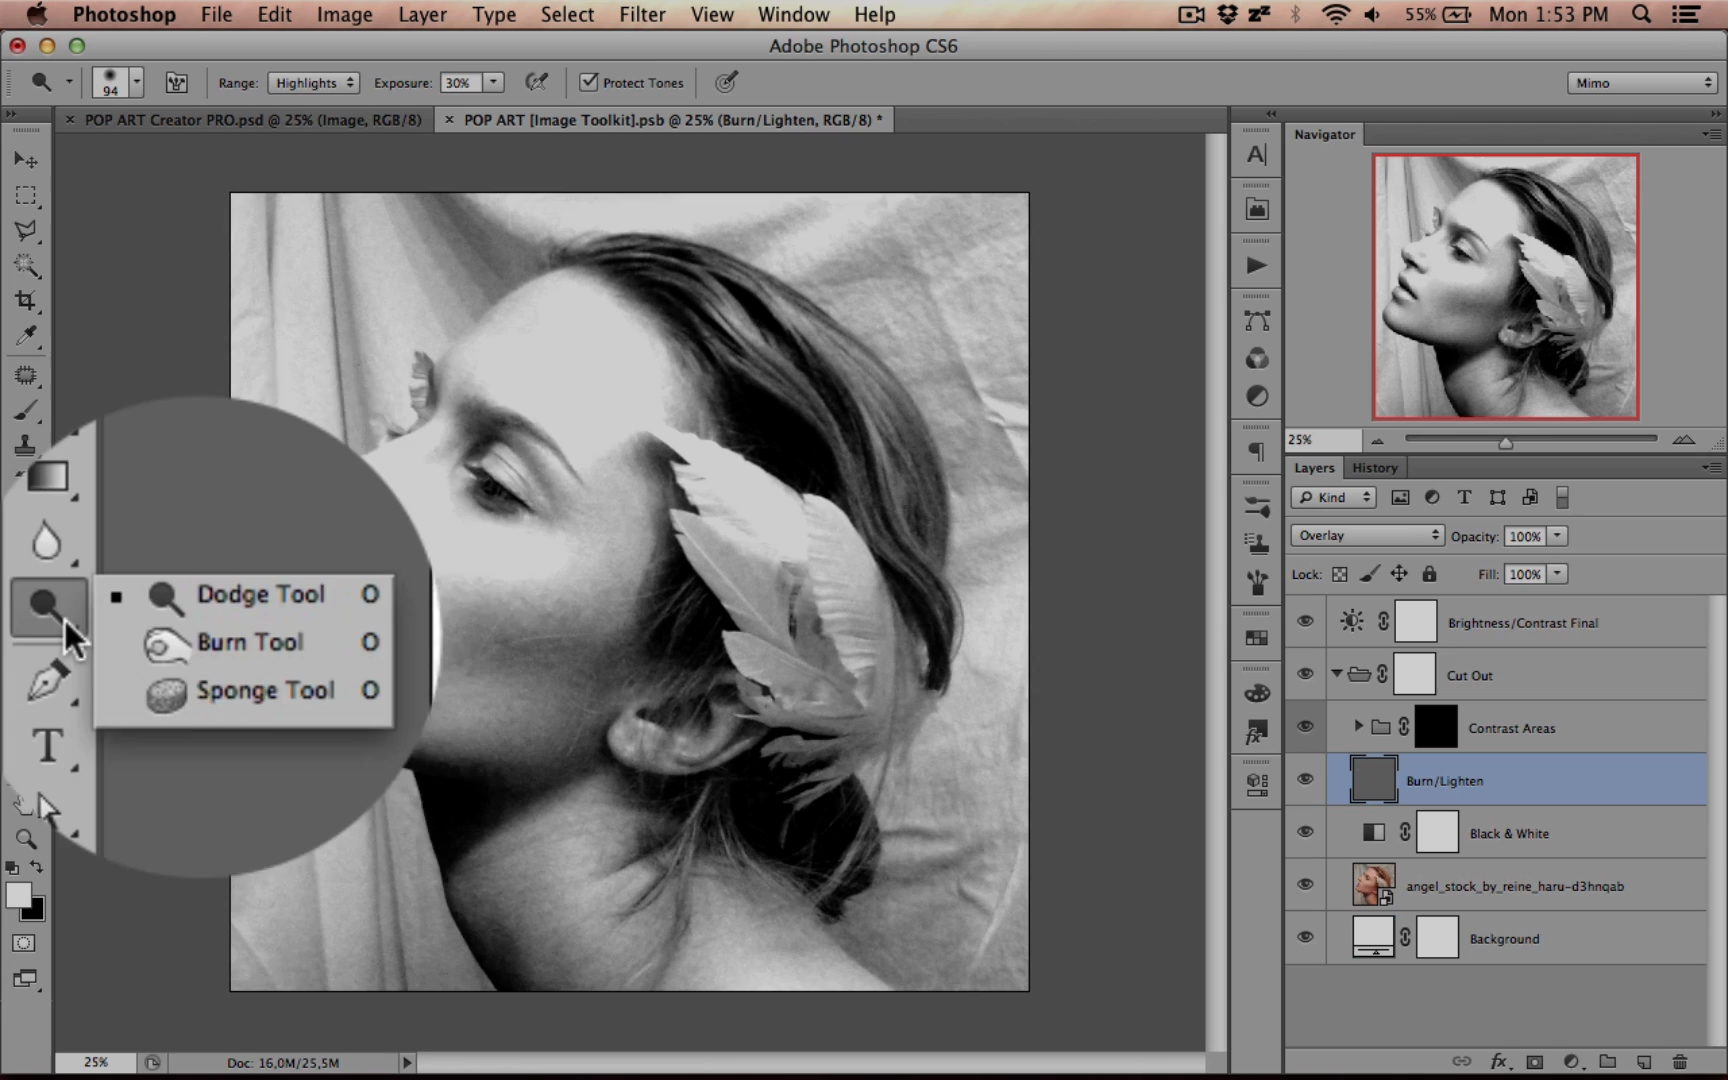 Photoshop File Edit Image Layer Type Select Filter View Window Help 55% Mon 1:53 PM
Adobe Photoshop CS6
94 Range: Highlights Exposure: 30% Protect Tones Mimo
× POP ART Creator PRO.psd @ 25% (Image, RGB/8) × POP ART [Image Toolkit].psb @ 25% (Burn/Lighten, RGB/8) *
Navigator
25%
Layers History
Kind
Overlay Opacity: 100%
Lock: Fill: 100%
Dodge Tool O
Burn Tool O
Sponge Tool O
Brightness/Contrast Final
Cut Out
Contrast Areas
Burn/Lighten
Black & White
angel_stock_by_reine_haru-d3hnqab
Background
25% Doc: 16,0M/25,5M